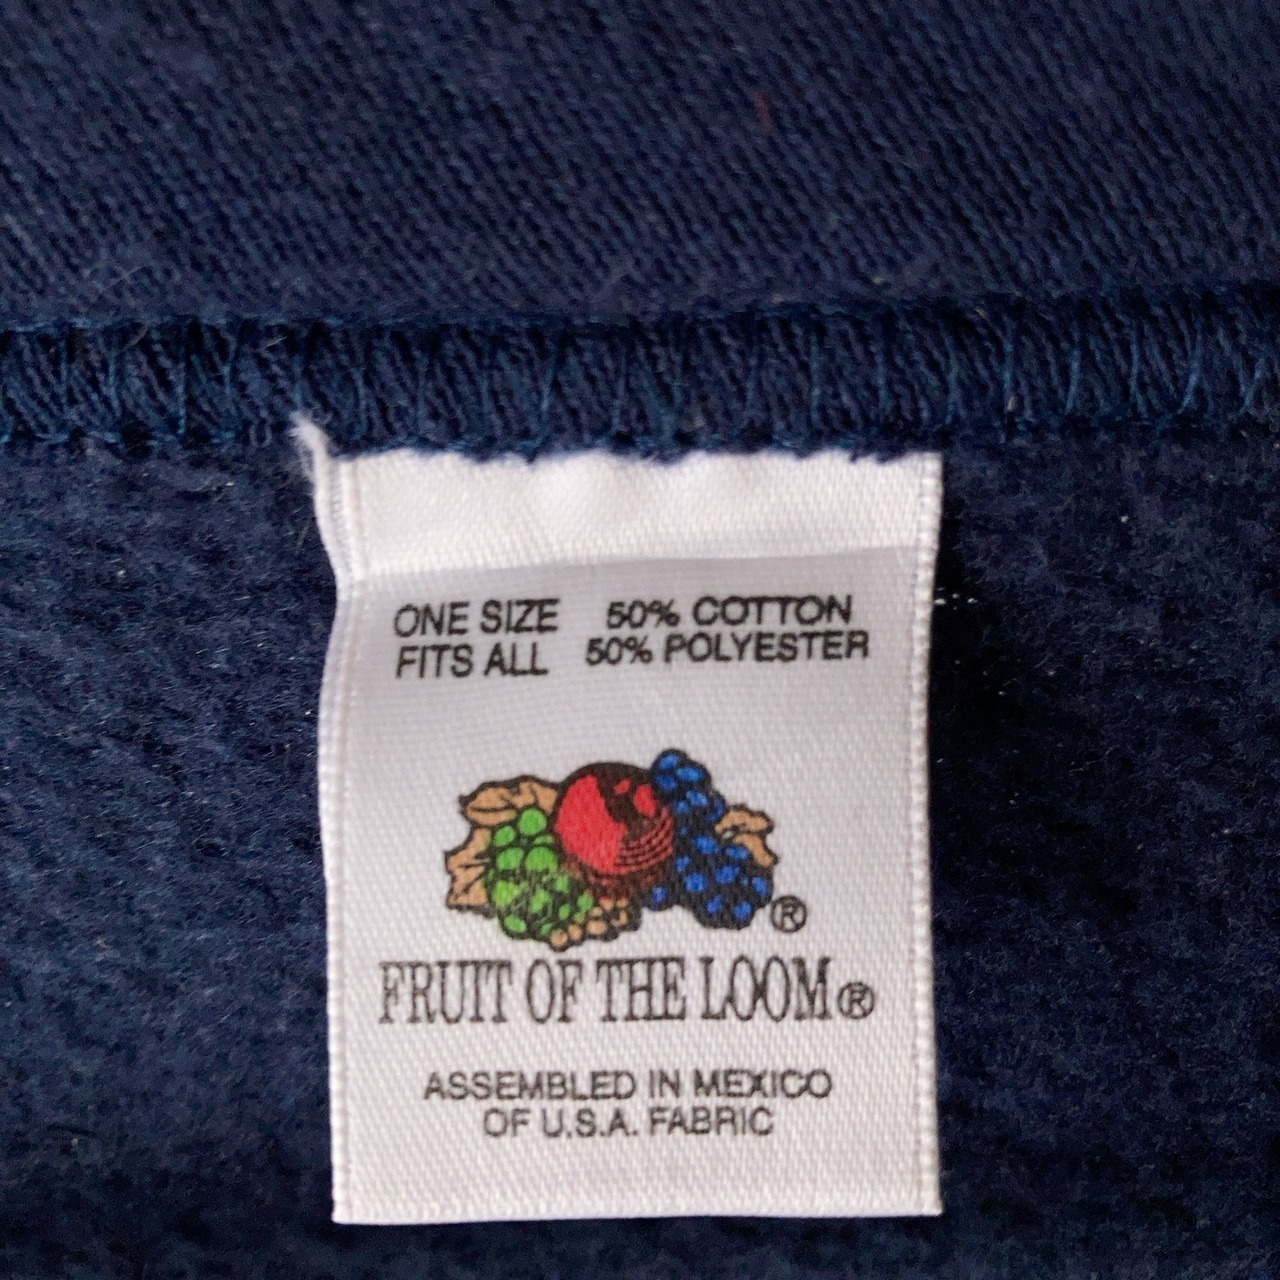 ONE SIZE
FITS ALL
50% COTTON
50% POLYESTER
®
FRUIT OF THE LOOM®
ASSEMBLED IN MEXICO
OF U.S.A. FABRIC